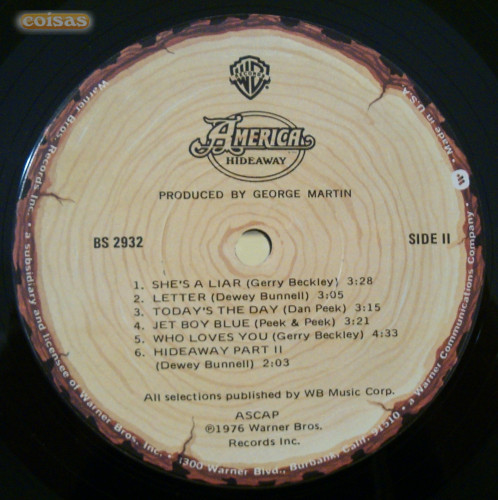 coisas
AMERICA
HIDEAWAY
PRODUCED BY GEORGE MARTIN
BS 2932
SIDE II
1. SHE'S A LIAR (Gerry Beckley) 3:28
2. LETTER (Dewey Bunnell) 3:05
3. TODAY'S THE DAY (Dan Peek) 3:15
4. JET BOY BLUE (Peek & Peek) 3:21
5. WHO LOVES YOU (Gerry Beckley) 4:33
6. HIDEAWAY PART II
(Dewey Bunnell) 2:03
All selections published by WB Music Corp.
ASCAP
℗1976 Warner Bros.
Records Inc.
Warner Bros. Records, Inc. • a subsidiary and licensee of Warner Bros. Inc. • 3300 Warner Blvd., Burbank, Calif. 91510 • a Warner Communications Company. • Made in U.S.A.